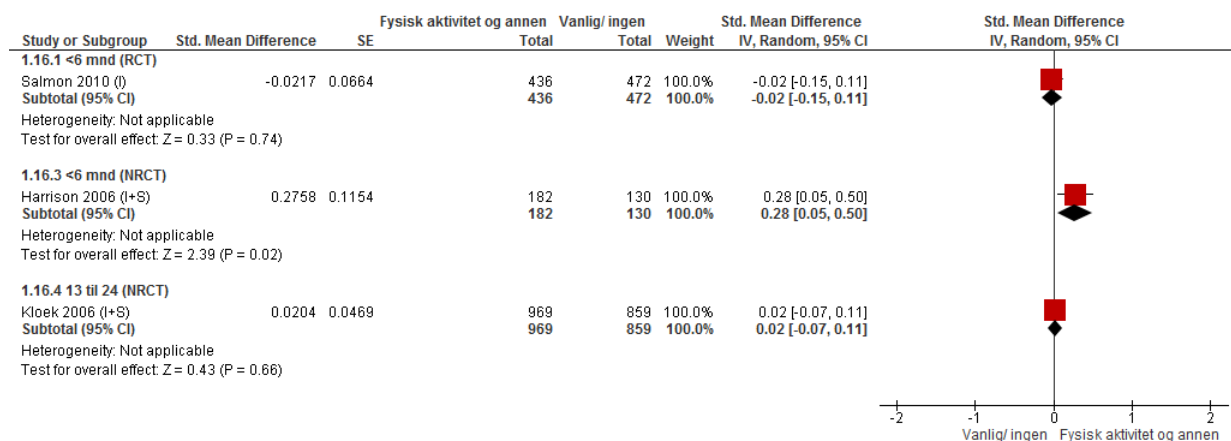 Fysisk aktivitet og annen Vanlig/ ingen Std. Mean Difference Std. Mean Difference
Study or Subgroup Std. Mean Difference SE Total Total Weight IV, Random, 95% CI IV, Random, 95% CI
1.16.1 <6 mnd (RCT)
Salmon 2010 (I) -0.0217 0.0664 436 472 100.0% -0.02 [-0.15, 0.11]
Subtotal (95% CI) 436 472 100.0% -0.02 [-0.15, 0.11]
Heterogeneity: Not applicable
Test for overall effect: Z = 0.33 (P = 0.74)
1.16.3 <6 mnd (NRCT)
Harrison 2006 (I+S) 0.2758 0.1154 182 130 100.0% 0.28 [0.05, 0.50]
Subtotal (95% CI) 182 130 100.0% 0.28 [0.05, 0.50]
Heterogeneity: Not applicable
Test for overall effect: Z = 2.39 (P = 0.02)
1.16.4 13 til 24 (NRCT)
Kloek 2006 (I+S) 0.0204 0.0469 969 859 100.0% 0.02 [-0.07, 0.11]
Subtotal (95% CI) 969 859 100.0% 0.02 [-0.07, 0.11]
Heterogeneity: Not applicable
Test for overall effect: Z = 0.43 (P = 0.66)
-2 -1 0 1 2
Vanlig/ ingen Fysisk aktivitet og annen